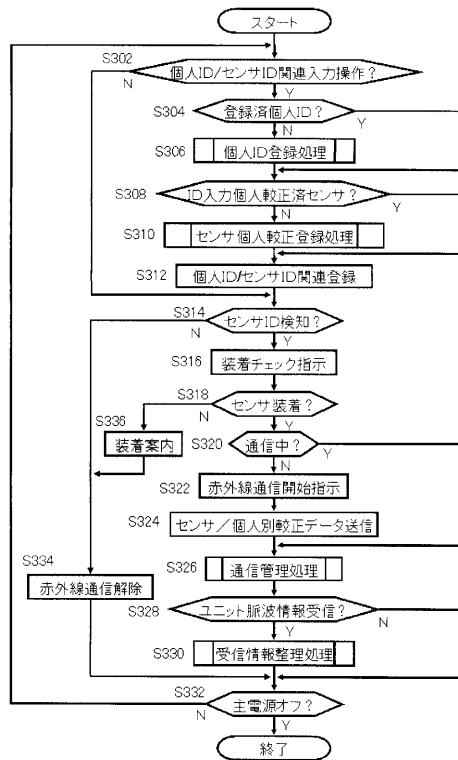 スタート
S302
個人ID/センサID関連入力操作?
N
Y
S304
登録済個人ID?
Y
N
S306
個人ID登録処理
S308
ID入力個人較正済センサ?
Y
N
S310
センサ個人較正登録処理
S312
個人ID/センサID関連登録
S314
センサID検知?
N
Y
S316
装着チェック指示
S318
センサ装着?
N
Y
S336
装着案内
S320
通信中?
Y
N
S322
赤外線通信開始指示
S324
センサ/個人別較正データ送信
S334
赤外線通信解除
S326
通信管理処理
S328
ユニット脈波情報受信?
N
Y
S330
受信情報整理処理
S332
主電源オフ?
N
Y
終了